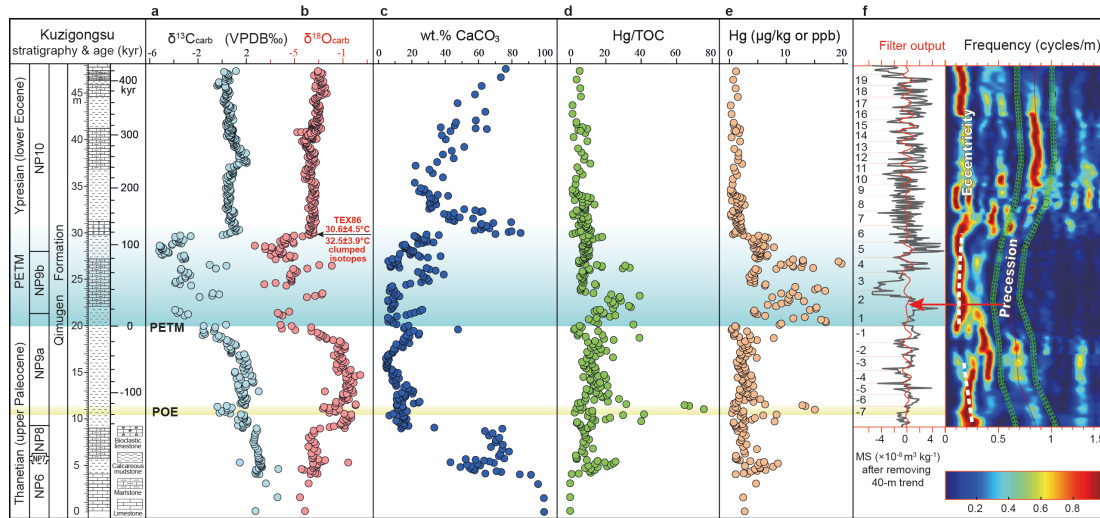 a
b
c
d
e
f
Kuzigongsu
stratigraphy & age (kyr)
δ13Ccarb (VPDB‰) δ18Ocarb
-6 -2 2 -5 -1
wt.% CaCO3
0 20 40 60 80 100
Hg/TOC
0 20 40 60 80
Hg (µg/kg or ppb)
0 5 10 15 20
Filter output
Frequency (cycles/m)
Ypresian (lower Eocene)
PETM
Thanetian (upper Paleocene)
NP10
NP9b
NP9a
NP8
NP7
NP6
Qimugen Formation
45
m
40
35
30
25
20
15
10
5
0
400
kyr
300
200
100
0
-100
PETM
POE
Bioclastic
limestone
Calcareous
mudstone
Marlstone
Limestone
TEX86
30.6±4.5°C
32.5±3.9°C
clumped
isotopes
19
18
17
16
15
14
13
12
11
10
9
8
7
6
5
4
3
2
1
-1
-2
-3
-4
-5
-6
-7
Eccentricity
Precession
-4 0 4
0 0.5 1 1.5
MS (×10-8 m3 kg-1)
after removing
40-m trend
0.2 0.4 0.6 0.8